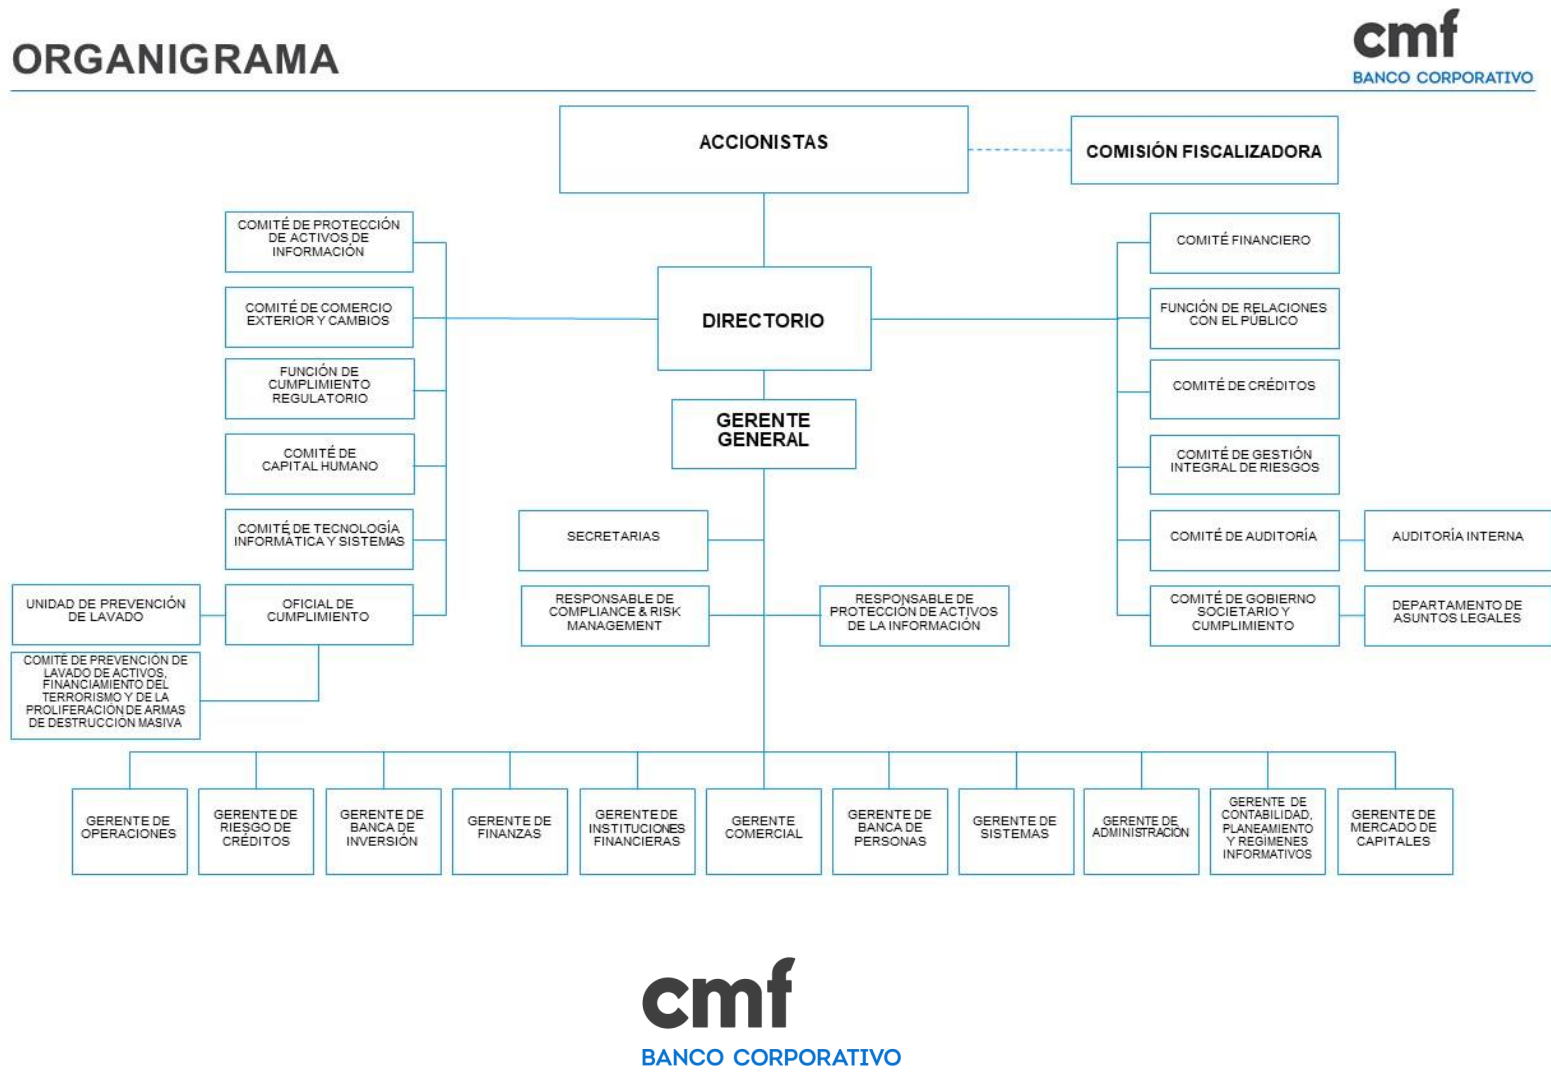 ORGANIGRAMA
cmf
BANCO CORPORATIVO
ACCIONISTAS
COMISIÓN FISCALIZADORA
COMITÉ DE PROTECCIÓN
DE ACTIVOS DE
INFORMACIÓN
COMITÉ FINANCIERO
COMITÉ DE COMERCIO
EXTERIOR Y CAMBIOS
DIRECTORIO
FUNCIÓN DE RELACIONES
CON EL PÚBLICO
FUNCIÓN DE
CUMPLIMIENTO
REGULATORIO
COMITÉ DE CRÉDITOS
GERENTE
GENERAL
COMITÉ DE
CAPITAL HUMANO
COMITÉ DE GESTIÓN
INTEGRAL DE RIESGOS
COMITÉ DE TECNOLOGÍA
INFORMÁTICA Y SISTEMAS
SECRETARIAS
COMITÉ DE AUDITORÍA
AUDITORÍA INTERNA
UNIDAD DE PREVENCIÓN
DE LAVADO
OFICIAL DE
CUMPLIMIENTO
RESPONSABLE DE
COMPLIANCE & RISK
MANAGEMENT
RESPONSABLE DE
PROTECCIÓN DE ACTIVOS
DE LA INFORMACIÓN
COMITÉ DE GOBIERNO
SOCIETARIO Y
CUMPLIMIENTO
DEPARTAMENTO DE
ASUNTOS LEGALES
COMITÉ DE PREVENCIÓN DE
LAVADO DE ACTIVOS,
FINANCIAMIENTO DEL
TERRORISMO Y DE LA
PROLIFERACIÓN DE ARMAS
DE DESTRUCCIÓN MASIVA
GERENTE DE
OPERACIONES
GERENTE DE
RIESGO DE
CRÉDITOS
GERENTE DE
BANCA DE
INVERSIÓN
GERENTE DE
FINANZAS
GERENTE DE
INSTITUCIONES
FINANCIERAS
GERENTE
COMERCIAL
GERENTE DE
BANCA DE
PERSONAS
GERENTE DE
SISTEMAS
GERENTE DE
ADMINISTRACIÓN
GERENTE DE
CONTABILIDAD,
PLANEAMIENTO
Y REGÍMENES
INFORMATIVOS
GERENTE DE
MERCADO DE
CAPITALES
cmf
BANCO CORPORATIVO